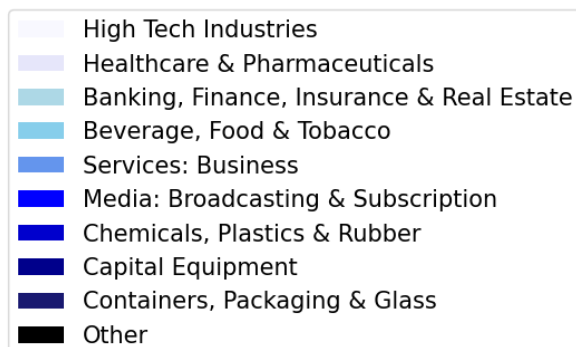 High Tech Industries
Healthcare & Pharmaceuticals
Banking, Finance, Insurance & Real Estate
Beverage, Food & Tobacco
Services: Business
Media: Broadcasting & Subscription
Chemicals, Plastics & Rubber
Capital Equipment
Containers, Packaging & Glass
Other